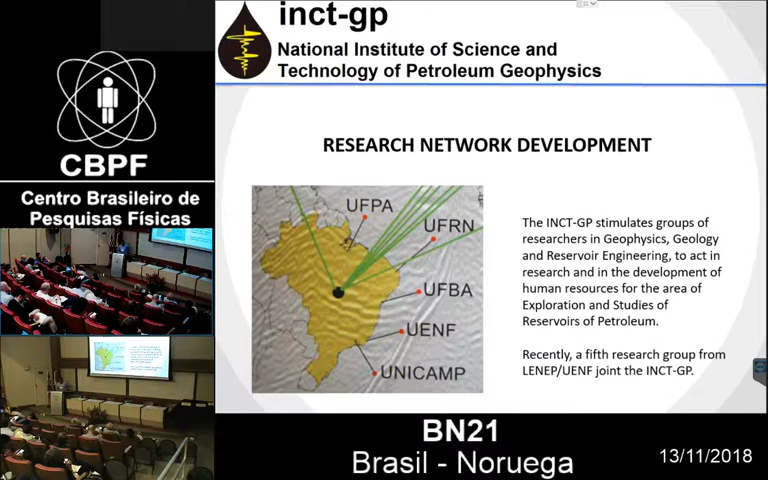 inct-gp
National Institute of Science and
Technology of Petroleum Geophysics
CBPF
Centro Brasileiro de
Pesquisas Físicas
RESEARCH NETWORK DEVELOPMENT
UFPA
UFRN
UFBA
UENF
UNICAMP
The INCT-GP stimulates groups of
researchers in Geophysics, Geology
and Reservoir Engineering, to act in
research and in the development of
human resources for the area of
Exploration and Studies of
Reservoirs of Petroleum.
Recently, a fifth research group from
LENEP/UENF joint the INCT-GP.
BN21
Brasil - Noruega
13/11/2018